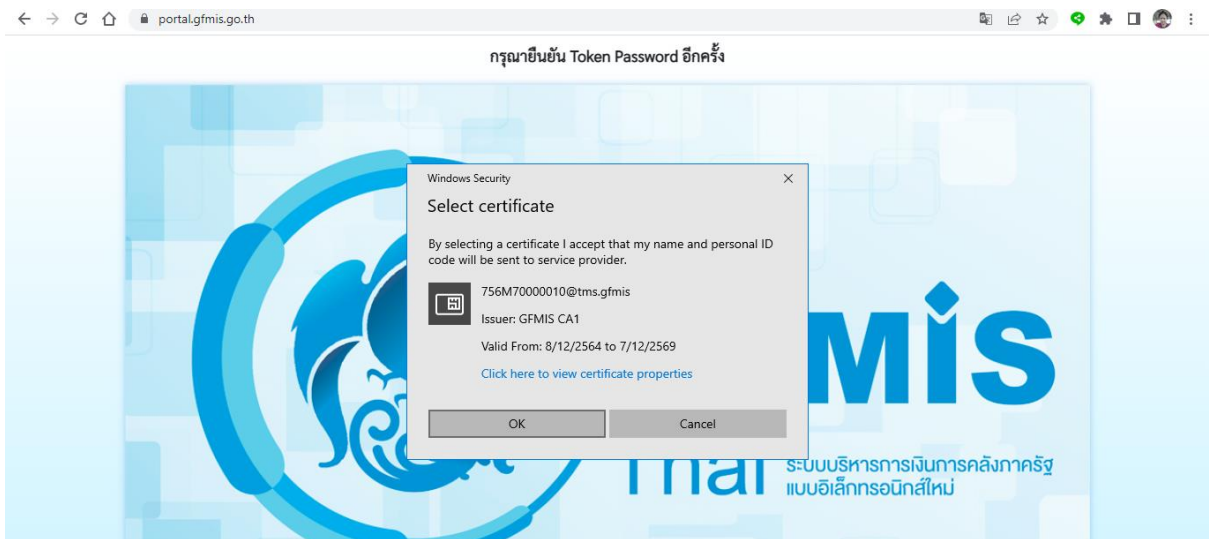 portal.gfmis.go.th
กรุณายืนยัน Token Password อีกครั้ง
Windows Security
Select certificate
By selecting a certificate I accept that my name and personal ID
code will be sent to service provider.
756M70000010@tms.gfmis
Issuer: GFMIS CA1
Valid From: 8/12/2564 to 7/12/2569
Click here to view certificate properties
OK
Cancel
MIS
Thai
ระบบบริหารการเงินการคลังภาครัฐ
แบบอิเล็กทรอนิกส์ใหม่